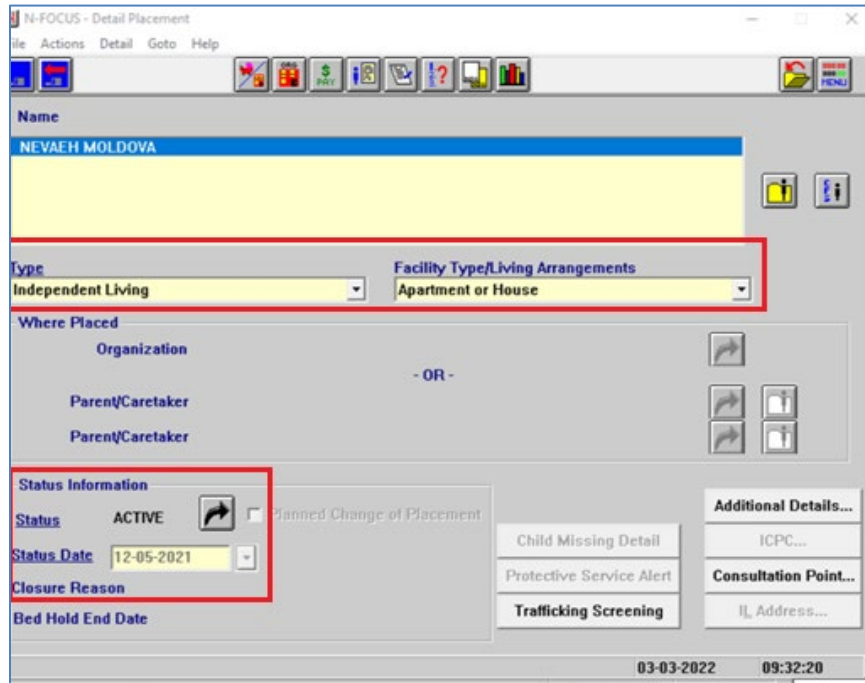 N-FOCUS - Detail Placement
ile Actions Detail Goto Help
ORG $ PAY ? MENU
Name
NEVAEH MOLDOVA
Type Facility Type/Living Arrangements
Independent Living Apartment or House
Where Placed
Organization
- OR -
Parent/Caretaker
Parent/Caretaker
Status Information
Status ACTIVE Planned Change of Placement
Status Date 12-05-2021
Closure Reason
Bed Hold End Date
Child Missing Detail
Protective Service Alert
Trafficking Screening
Additional Details...
ICPC...
Consultation Point...
IL Address...
03-03-2022 09:32:20